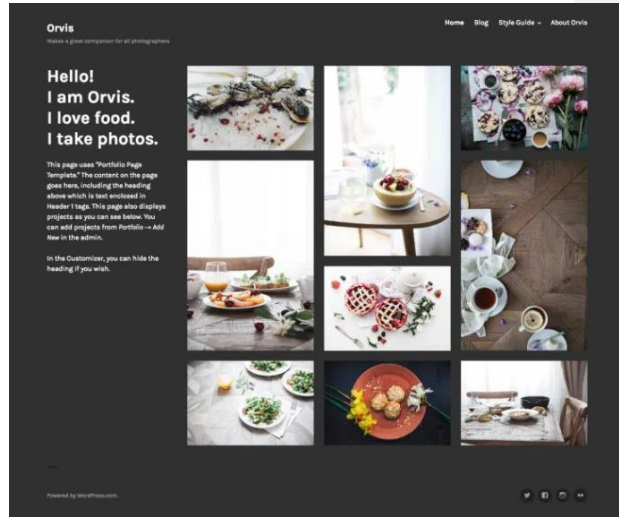 Orvis
Makes a great companion for all photographers
Home Blog Style Guide About Orvis
Hello!
I am Orvis.
I love food.
I take photos.
This page uses "Portfolio Page
Template." The content on the page
goes here, including the heading
above which is text enclosed in
Header 1 tags. This page also displays
projects as you can see below. You
can add projects from Portfolio → Add
New in the admin.
In the Customizer, you can hide the
heading if you wish.
Powered by WordPress.com.